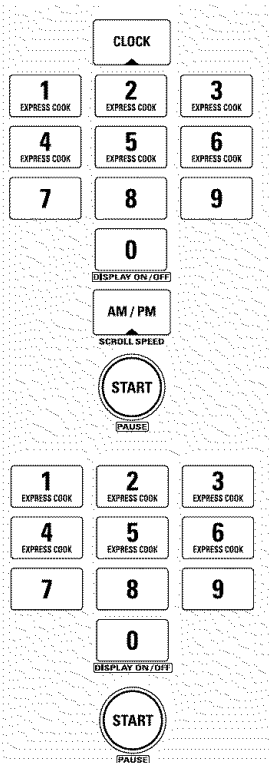 CLOCK
1 2 3
EXPRESS COOK EXPRESS COOK EXPRESS COOK
4 5 6
EXPRESS COOK EXPRESS COOK EXPRESS COOK
7 8 9
0
DISPLAY ON/OFF
AM / PM
SCROLL SPEED
START
PAUSE
1 2 3
EXPRESS COOK EXPRESS COOK EXPRESS COOK
4 5 6
EXPRESS COOK EXPRESS COOK EXPRESS COOK
7 8 9
0
DISPLAY ON/OFF
START
PAUSE